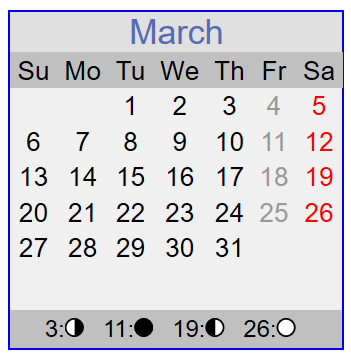 March
Su Mo Tu We Th Fr Sa
1 2 3 4 5
6 7 8 9 10 11 12
13 14 15 16 17 18 19
20 21 22 23 24 25 26
27 28 29 30 31
3:◑ 11:● 19:◐ 26:○